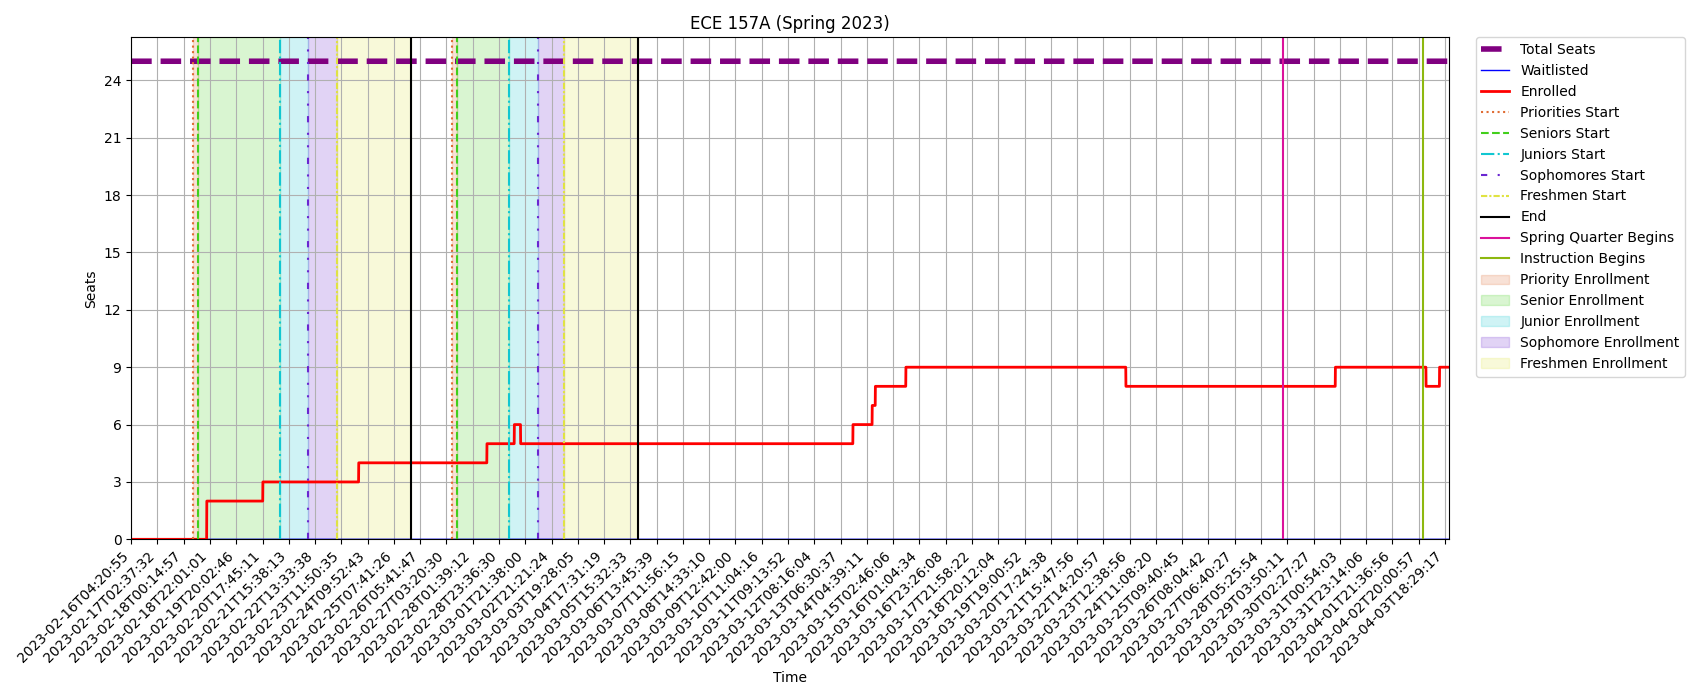 ECE 157A (Spring 2023)
Seats
24
21
18
15
12
9
6
3
0
2023-02-16T04:20:55
2023-02-17T02:37:32
2023-02-18T00:14:57
2023-02-18T22:01:01
2023-02-19T20:02:46
2023-02-20T17:45:11
2023-02-21T15:38:13
2023-02-22T13:33:38
2023-02-23T11:50:35
2023-02-24T09:52:43
2023-02-25T07:41:26
2023-02-26T05:41:47
2023-02-27T03:20:30
2023-02-28T01:39:12
2023-02-28T23:36:30
2023-03-01T21:38:00
2023-03-02T21:21:24
2023-03-03T19:28:05
2023-03-04T17:31:19
2023-03-05T15:32:33
2023-03-06T13:45:39
2023-03-07T11:56:15
2023-03-08T14:33:10
2023-03-09T12:42:00
2023-03-10T11:04:16
2023-03-11T09:13:52
2023-03-12T08:16:04
2023-03-13T06:30:37
2023-03-14T04:39:11
2023-03-15T02:46:06
2023-03-16T01:04:34
2023-03-16T23:26:08
2023-03-17T21:58:22
2023-03-18T20:12:04
2023-03-19T19:00:52
2023-03-20T17:24:38
2023-03-21T15:47:56
2023-03-22T14:20:57
2023-03-23T12:38:56
2023-03-24T11:08:20
2023-03-25T09:40:45
2023-03-26T08:04:42
2023-03-27T06:40:27
2023-03-28T05:25:54
2023-03-29T03:50:11
2023-03-30T02:27:27
2023-03-31T00:54:03
2023-03-31T23:14:06
2023-04-01T21:36:56
2023-04-02T20:00:57
2023-04-03T18:29:17
Time
Total Seats
Waitlisted
Enrolled
Priorities Start
Seniors Start
Juniors Start
Sophomores Start
Freshmen Start
End
Spring Quarter Begins
Instruction Begins
Priority Enrollment
Senior Enrollment
Junior Enrollment
Sophomore Enrollment
Freshmen Enrollment